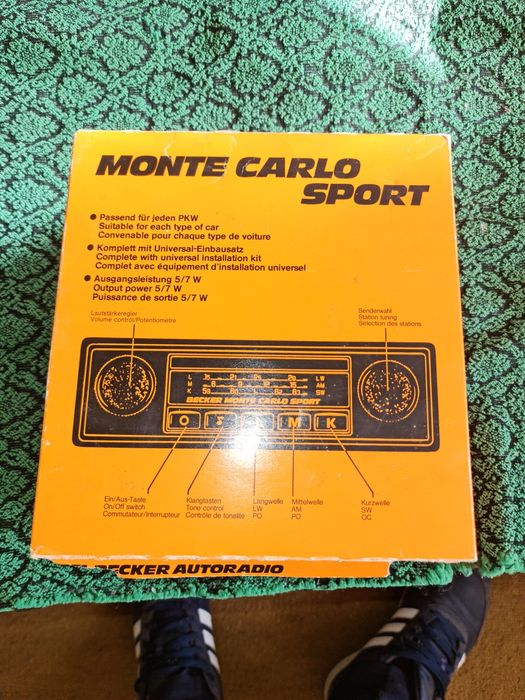 MONTE CARLO
SPORT
● Passend für jeden PKW
Suitable for each type of car
Convenable pour chaque type de voiture
● Komplett mit Universal-Einbausatz
Complete with universal installation kit
Complet avec équipement d'installation universel
● Ausgangsleistung 5/7 W
Output power 5/7 W
Puissance de sortie 5/7 W
Lautstärkeregler
Volume control/Potentiomètre
Senderwahl
Station tuning
Sélection des stations
L LW
M AM
K SW
BECKER MONTE CARLO SPORT
O M K
Ein/Aus-Taste
On/Off switch
Commutateur/Interrupteur
Klangtasten
Tone control
Contrôle de tonalité
Langwelle
LW
PO
Mittelwelle
AM
PO
Kurzwelle
SW
OC
BECKER AUTORADIO